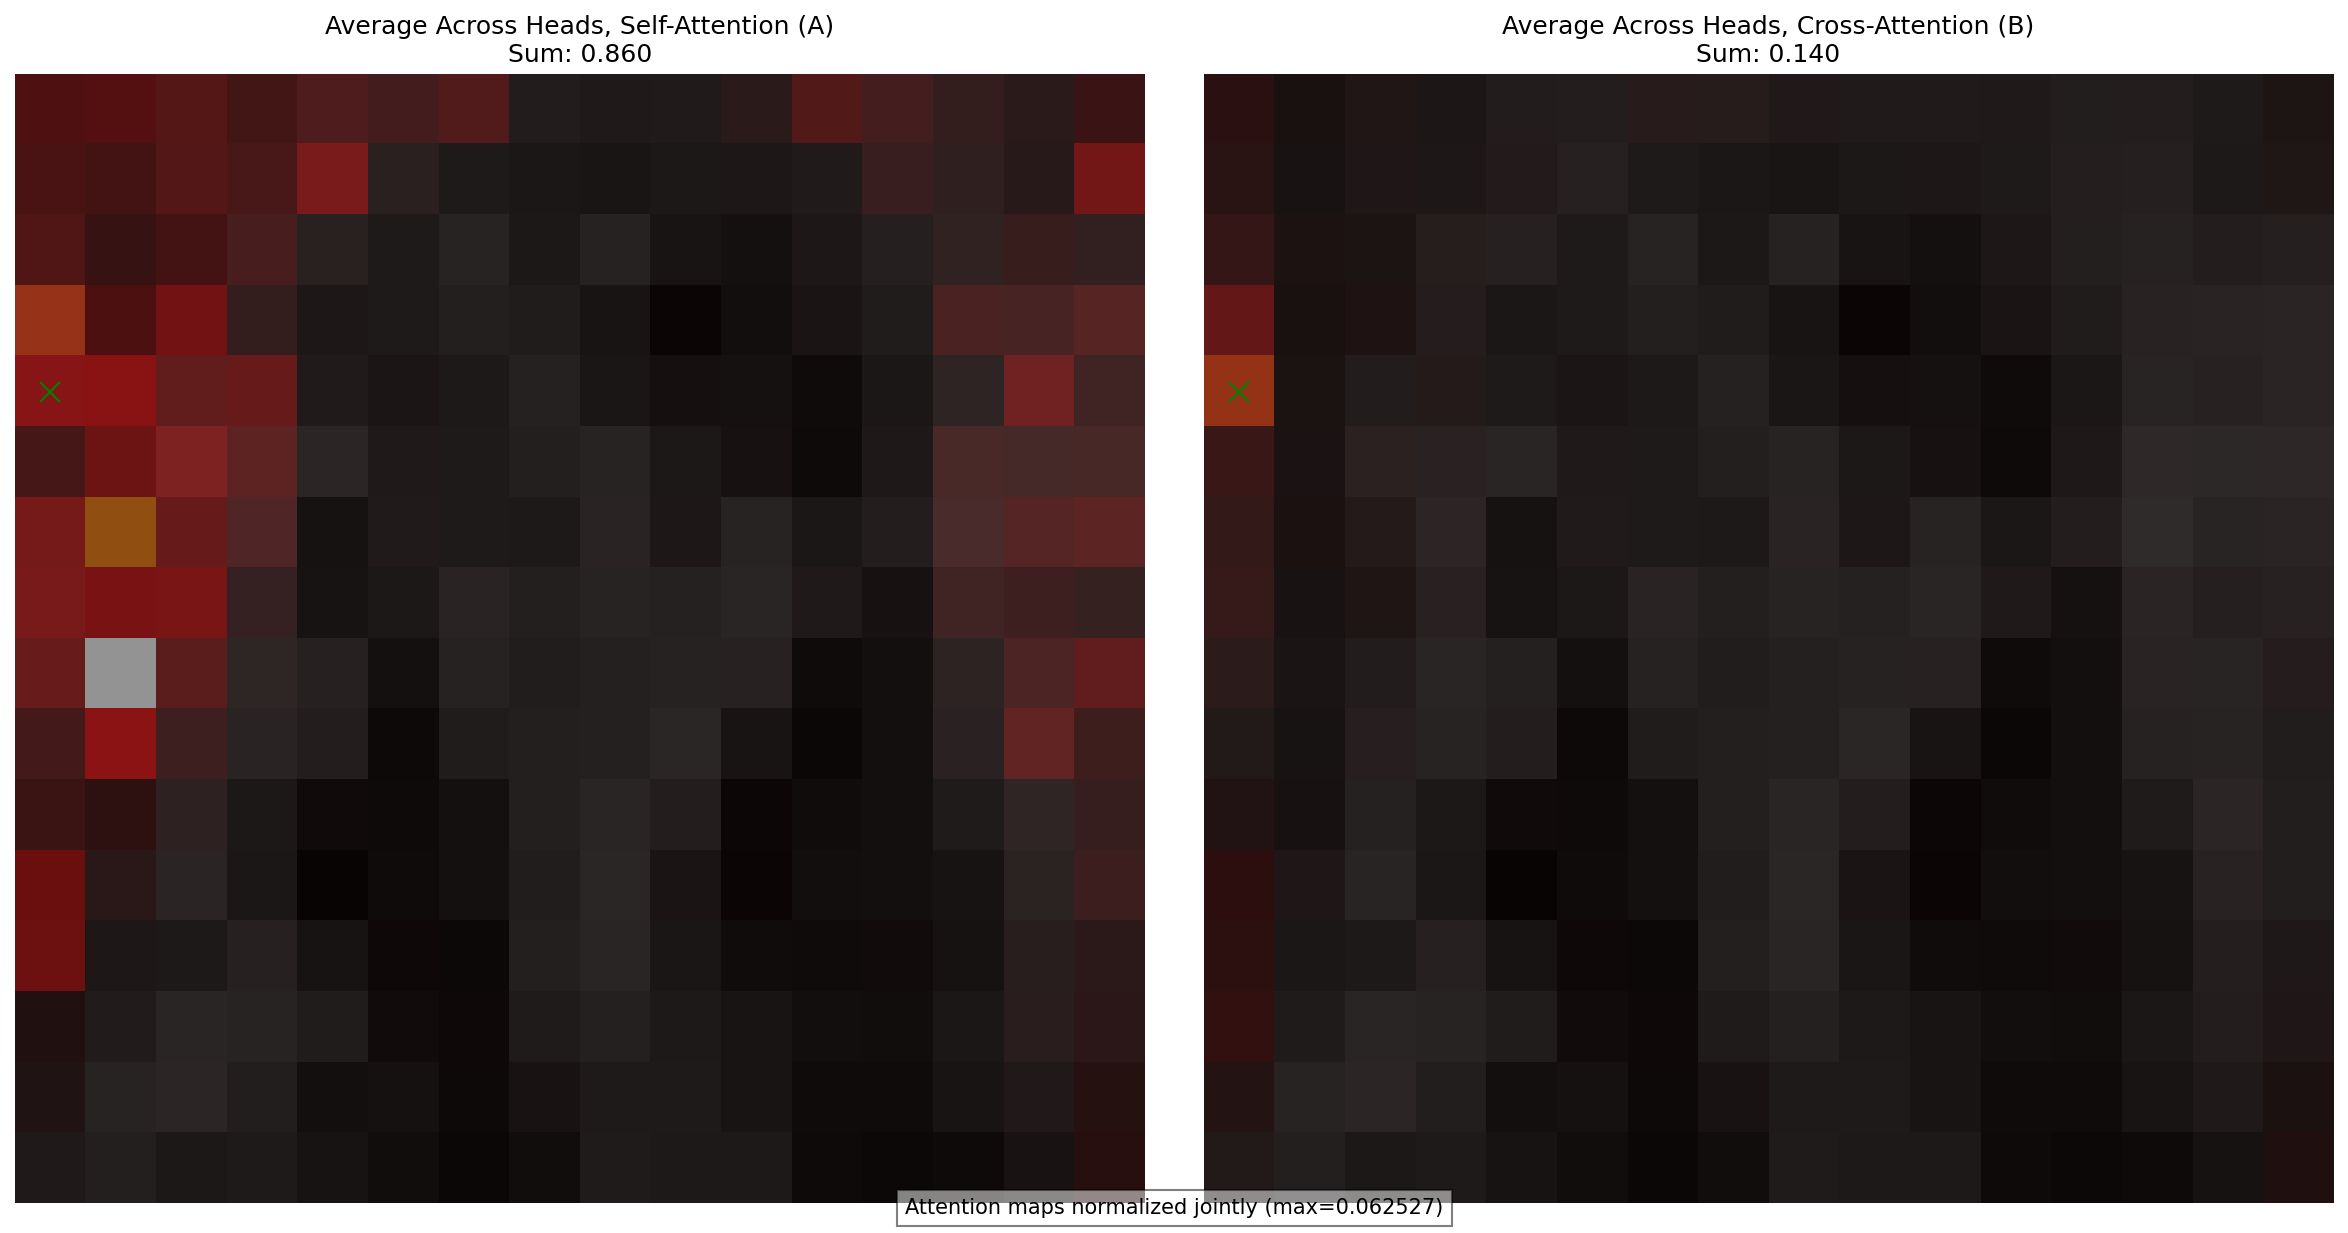 Average Across Heads, Self-Attention (A)
Sum: 0.860
Average Across Heads, Cross-Attention (B)
Sum: 0.140
Attention maps normalized jointly (max=0.062527)